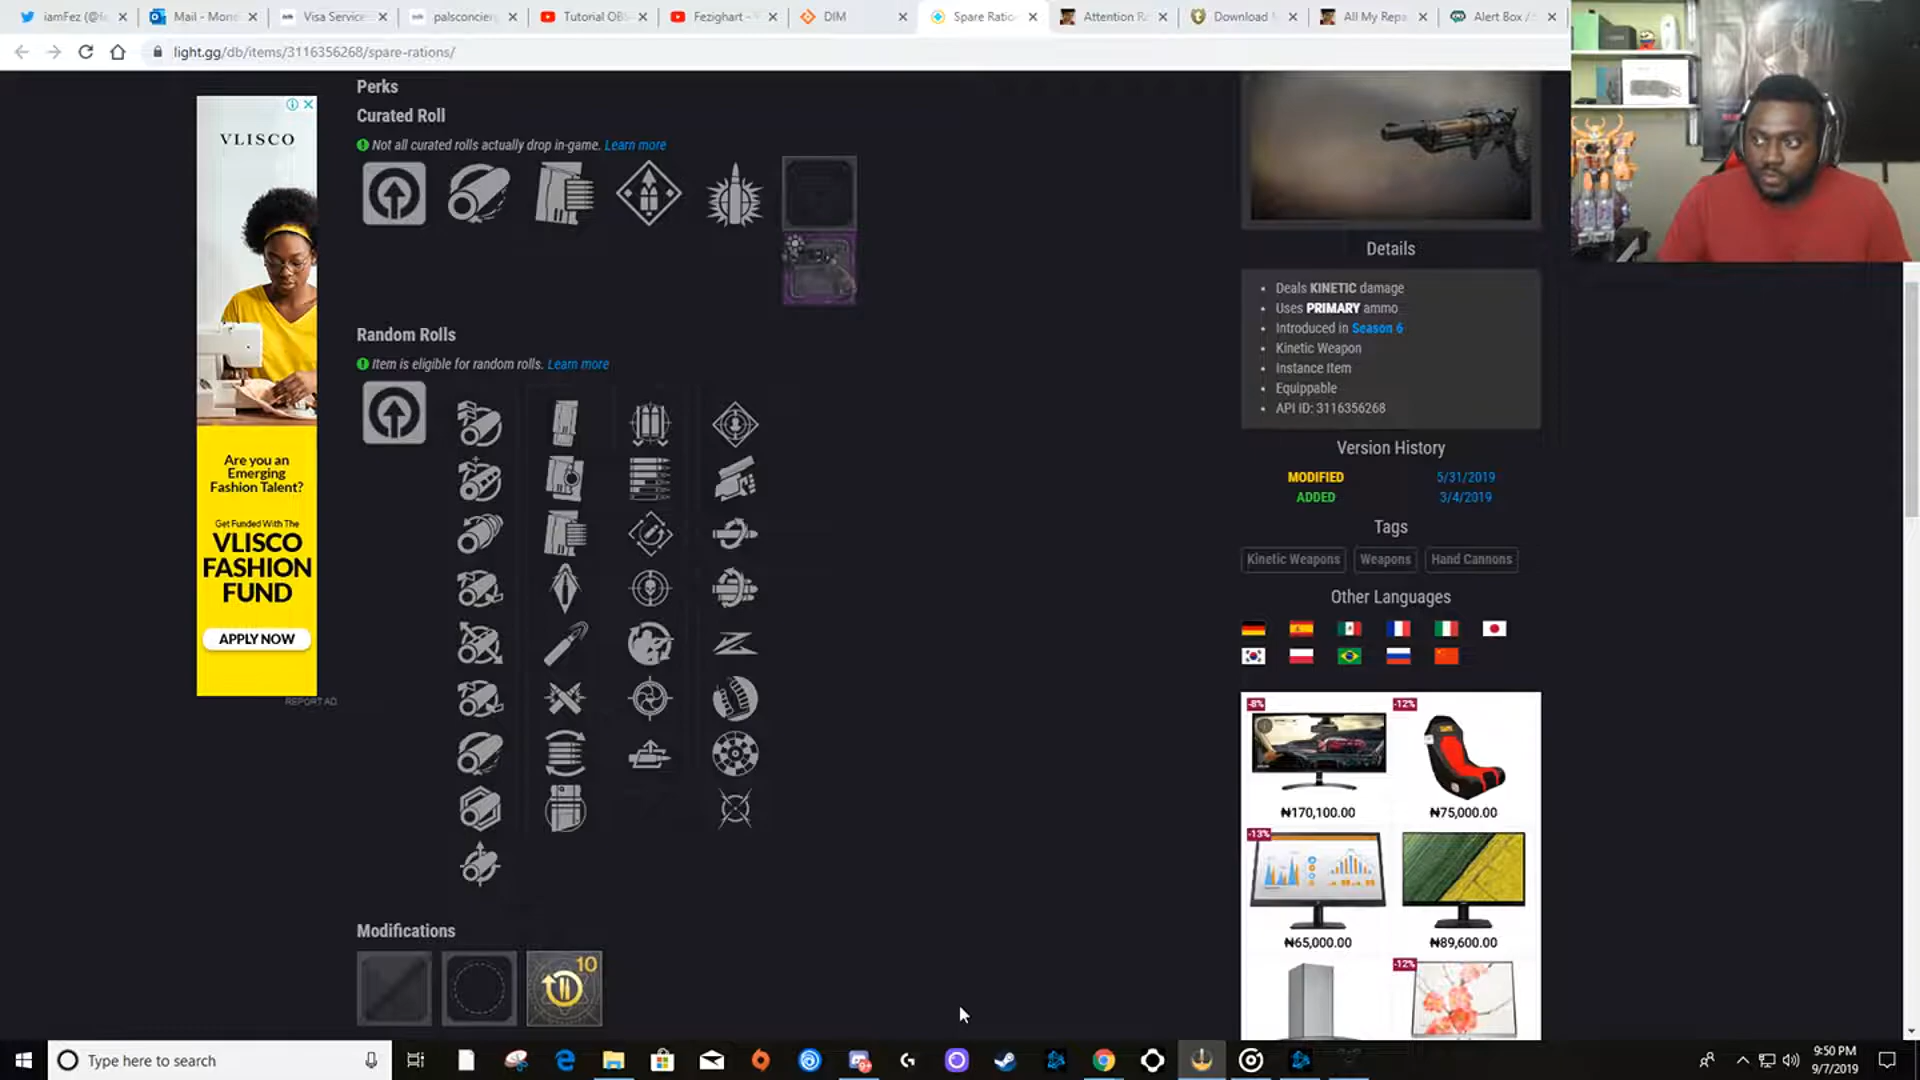 iamFez (@fe
Mail - Mone
Visa Service
palsconcier
Tutorial OBS
Fezighart -
DIM
Spare Ratio
Attention R
Download
All My Repa
Alert Box /
light.gg/db/items/3116356268/spare-rations/
VLISCO
Are you an
Emerging
Fashion Talent?
Get Funded With The
VLISCO
FASHION
FUND
APPLY NOW
REPORT AD
Perks
Curated Roll
Not all curated rolls actually drop in-game. Learn more
Random Rolls
Item is eligible for random rolls. Learn more
Modifications
10
Details
Deals KINETIC damage
Uses PRIMARY ammo
Introduced in Season 6
Kinetic Weapon
Instance Item
Equippable
API ID: 3116356268
Version History
MODIFIED 5/31/2019
ADDED 3/4/2019
Tags
Kinetic Weapons Weapons Hand Cannons
Other Languages
-8% -12%
₦170,100.00 ₦75,000.00
-13%
₦65,000.00 ₦89,600.00
-12%
Type here to search
9:50 PM
9/7/2019